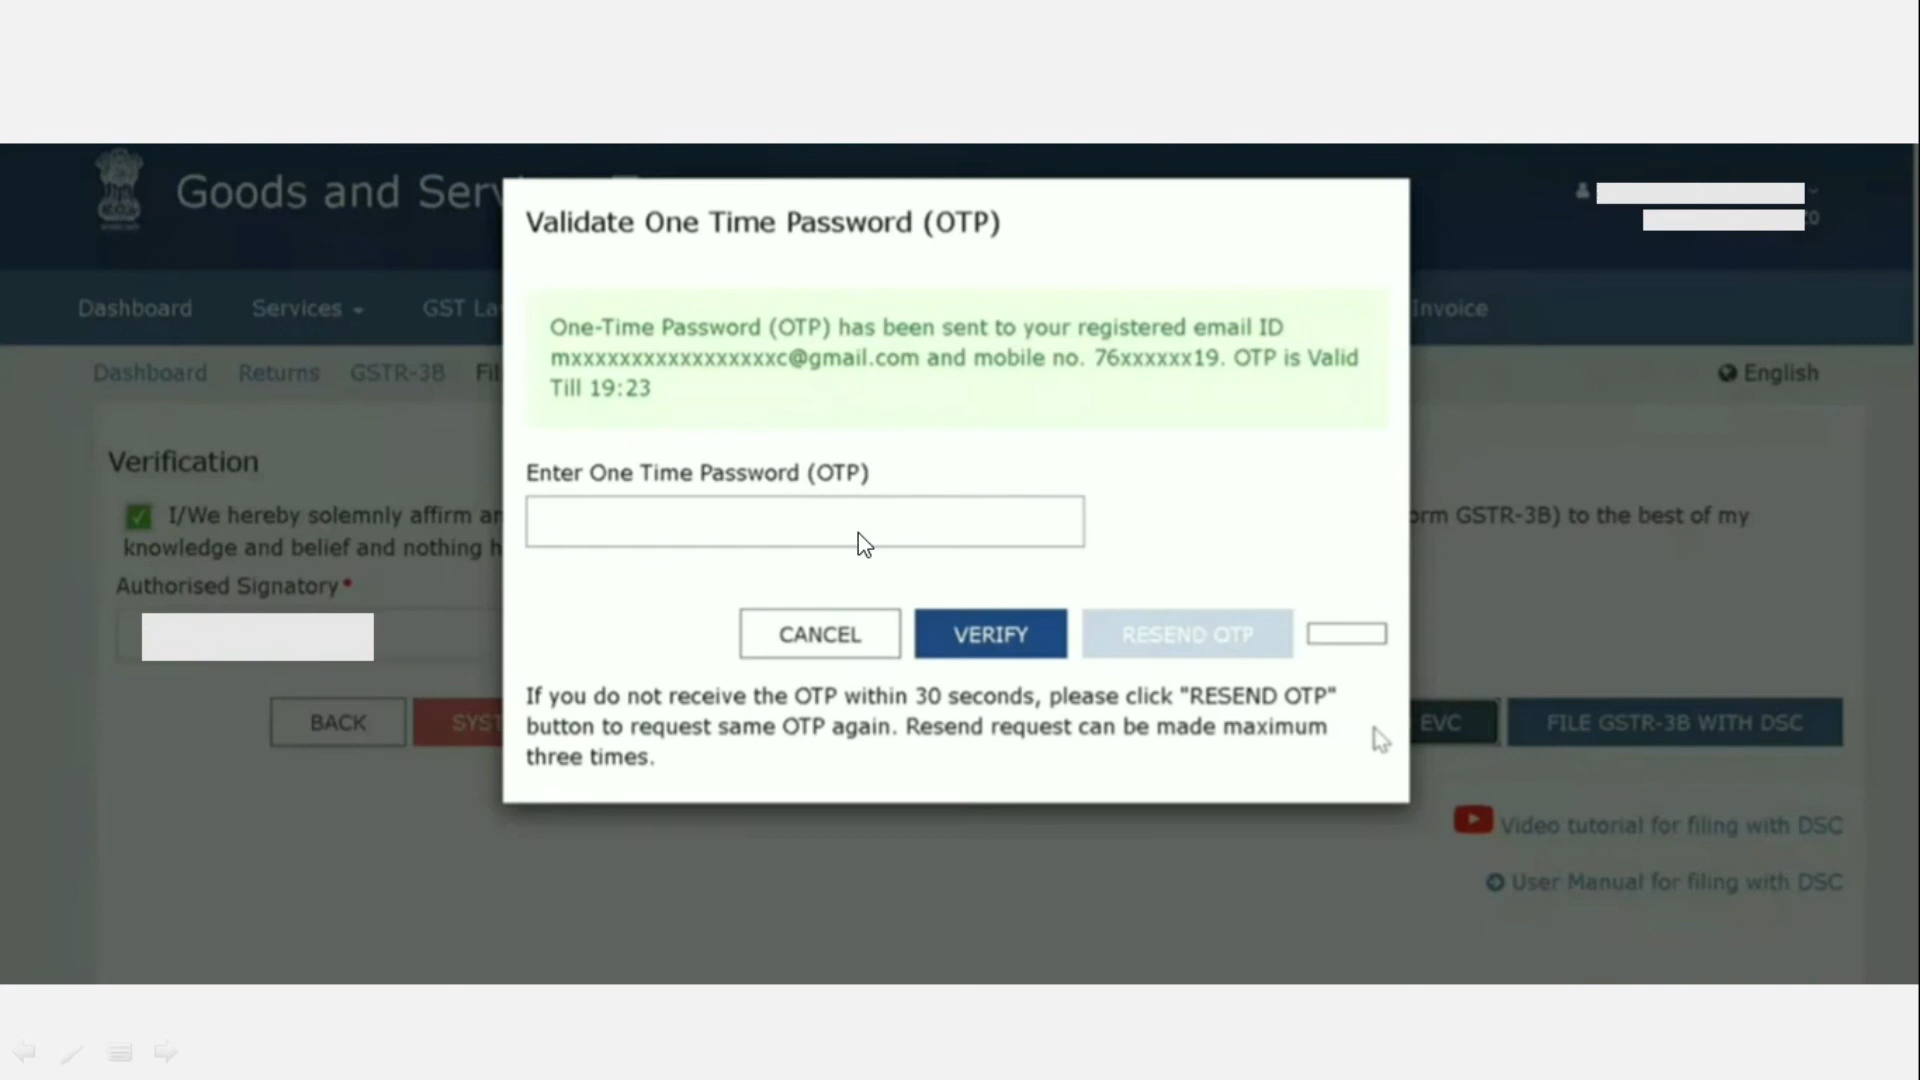 Goods and Serv
Validate One Time Password (OTP)
Dashboard Services GST La Invoice
One-Time Password (OTP) has been sent to your registered email ID
mxxxxxxxxxxxxxxxxxc@gmail.com and mobile no. 76xxxxxx19. OTP is Valid
Till 19:23
Dashboard Returns GSTR-3B Fil English
Verification
Enter One Time Password (OTP)
I/We hereby solemnly affirm an orm GSTR-3B) to the best of my
knowledge and belief and nothing h
Authorised Signatory•
CANCEL VERIFY RESEND OTP
If you do not receive the OTP within 30 seconds, please click "RESEND OTP"
button to request same OTP again. Resend request can be made maximum
three times.
BACK SYST EVC FILE GSTR-3B WITH DSC
Video tutorial for filing with DSC
User Manual for filing with DSC